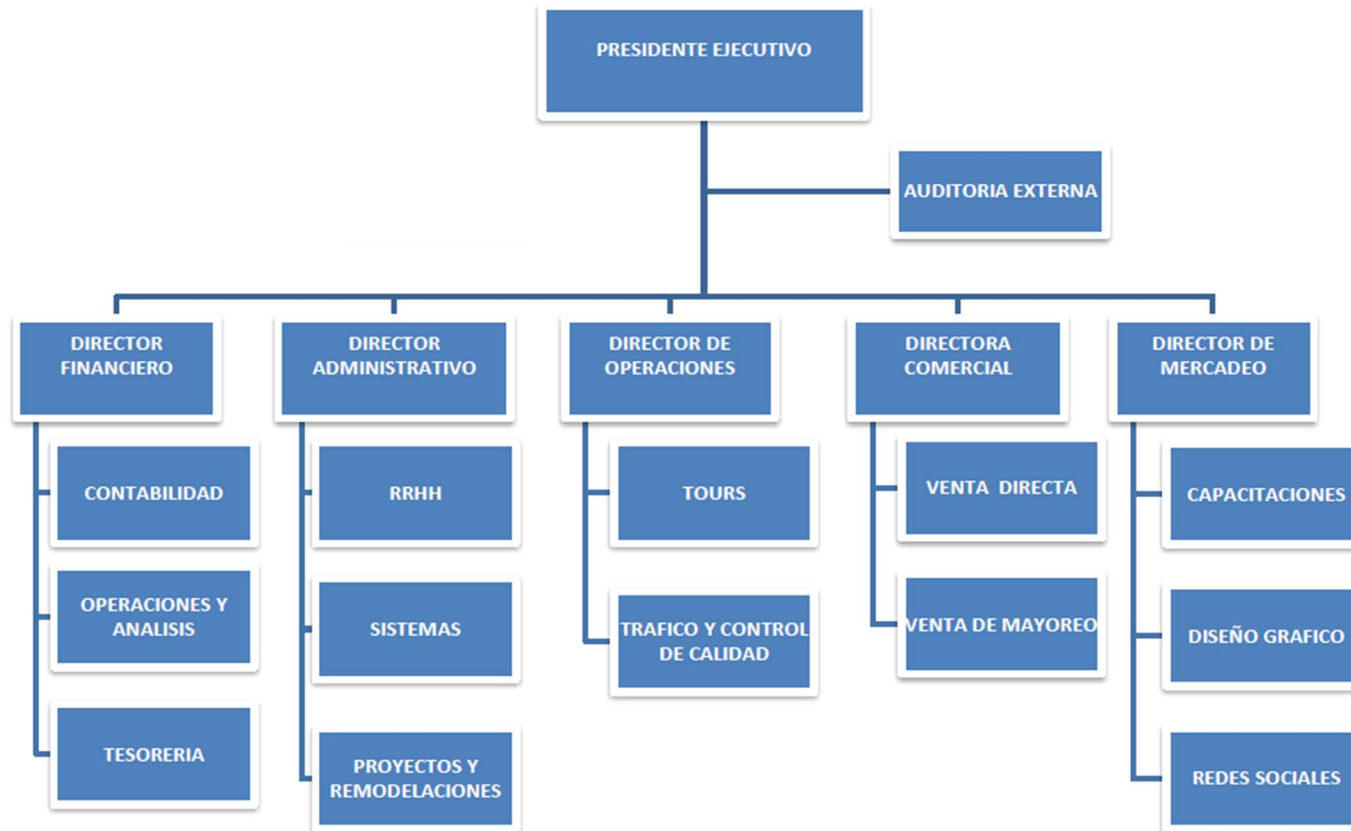 PRESIDENTE EJECUTIVO
AUDITORIA EXTERNA
DIRECTOR
FINANCIERO
DIRECTOR
ADMINISTRATIVO
DIRECTOR DE
OPERACIONES
DIRECTORA
COMERCIAL
DIRECTOR DE
MERCADEO
CONTABILIDAD
OPERACIONES Y
ANALISIS
TESORERIA
RRHH
SISTEMAS
PROYECTOS Y
REMODELACIONES
TOURS
TRAFICO Y CONTROL
DE CALIDAD
VENTA DIRECTA
VENTA DE MAYOREO
CAPACITACIONES
DISEÑO GRAFICO
REDES SOCIALES